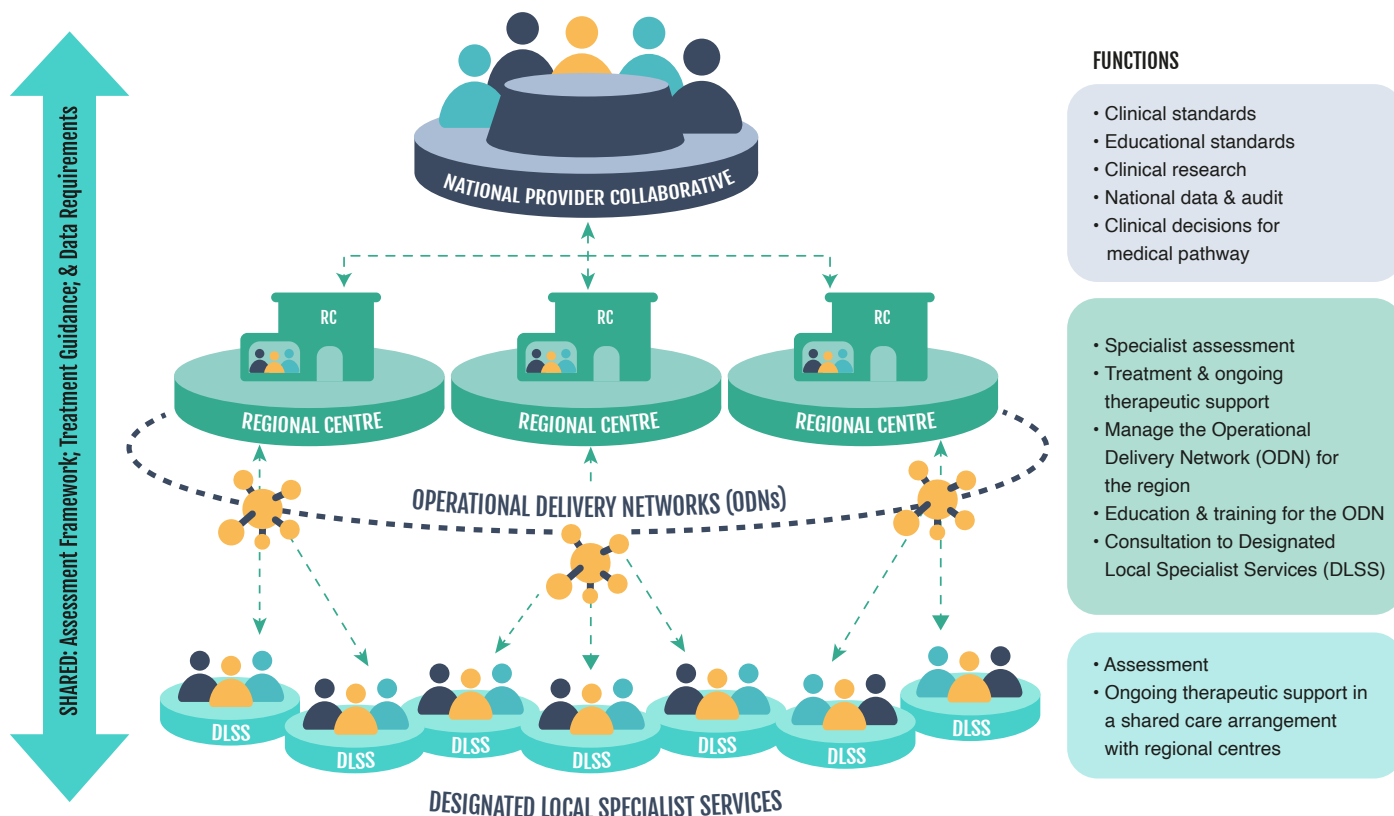 SHARED: Assessment Framework; Treatment Guidance; & Data Requirements
NATIONAL PROVIDER COLLABORATIVE
RC
RC
RC
REGIONAL CENTRE
REGIONAL CENTRE
REGIONAL CENTRE
OPERATIONAL DELIVERY NETWORKS (ODNs)
DLSS
DLSS
DLSS
DLSS
DLSS
DLSS
DLSS
DESIGNATED LOCAL SPECIALIST SERVICES
FUNCTIONS
• Clinical standards
• Educational standards
• Clinical research
• National data & audit
• Clinical decisions for
medical pathway
• Specialist assessment
• Treatment & ongoing
therapeutic support
• Manage the Operational
Delivery Network (ODN) for
the region
• Education & training for the ODN
• Consultation to Designated
Local Specialist Services (DLSS)
• Assessment
• Ongoing therapeutic support in
a shared care arrangement
with regional centres